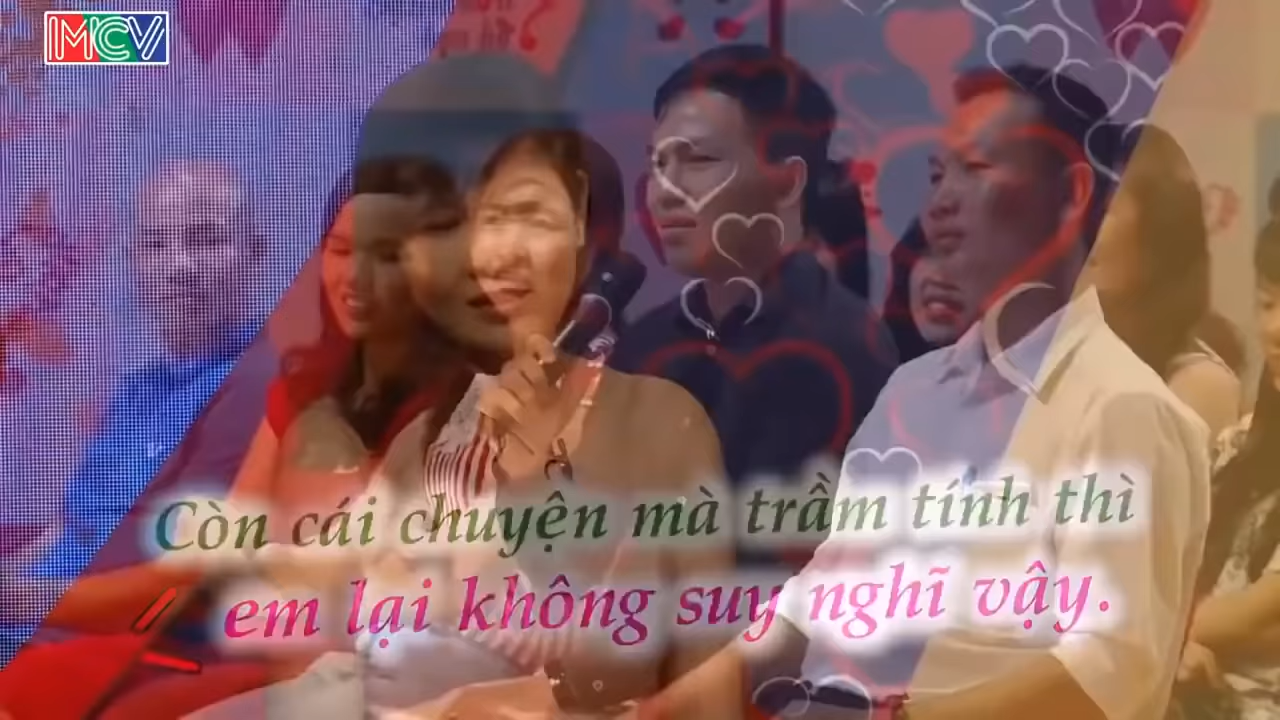 MCV
Còn cái chuyện mà trầm tính thì
em lại không suy nghĩ vậy.